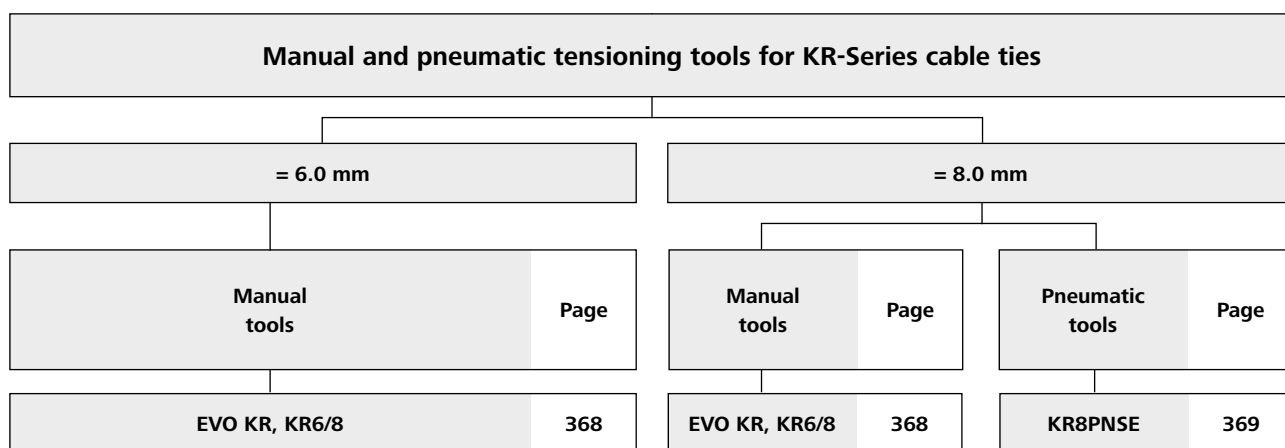 Manual and pneumatic tensioning tools for KR-Series cable ties
= 6.0 mm
= 8.0 mm
Manual
tools
Page
Manual
tools
Page
Pneumatic
tools
Page
EVO KR, KR6/8
368
EVO KR, KR6/8
368
KR8PNSE
369